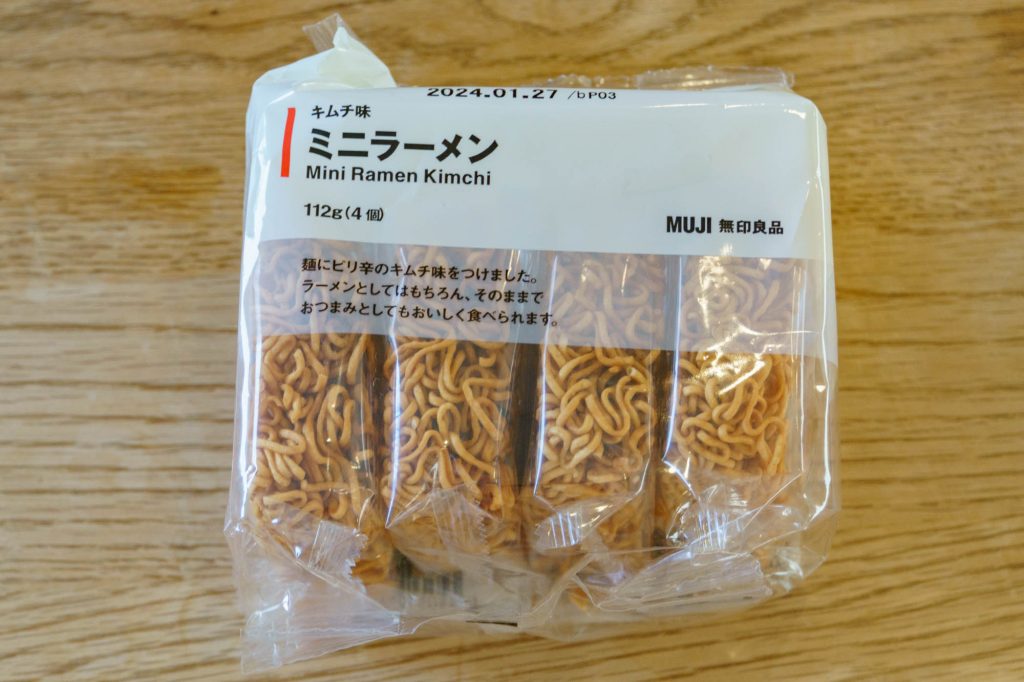 2024.01.27 /bP03
キムチ味
ミニラーメン
Mini Ramen Kimchi
112g(4個)
MUJI 無印良品
麺にピリ辛のキムチ味をつけました。
ラーメンとしてはもちろん、そのままで
おつまみとしてもおいしく食べられます。